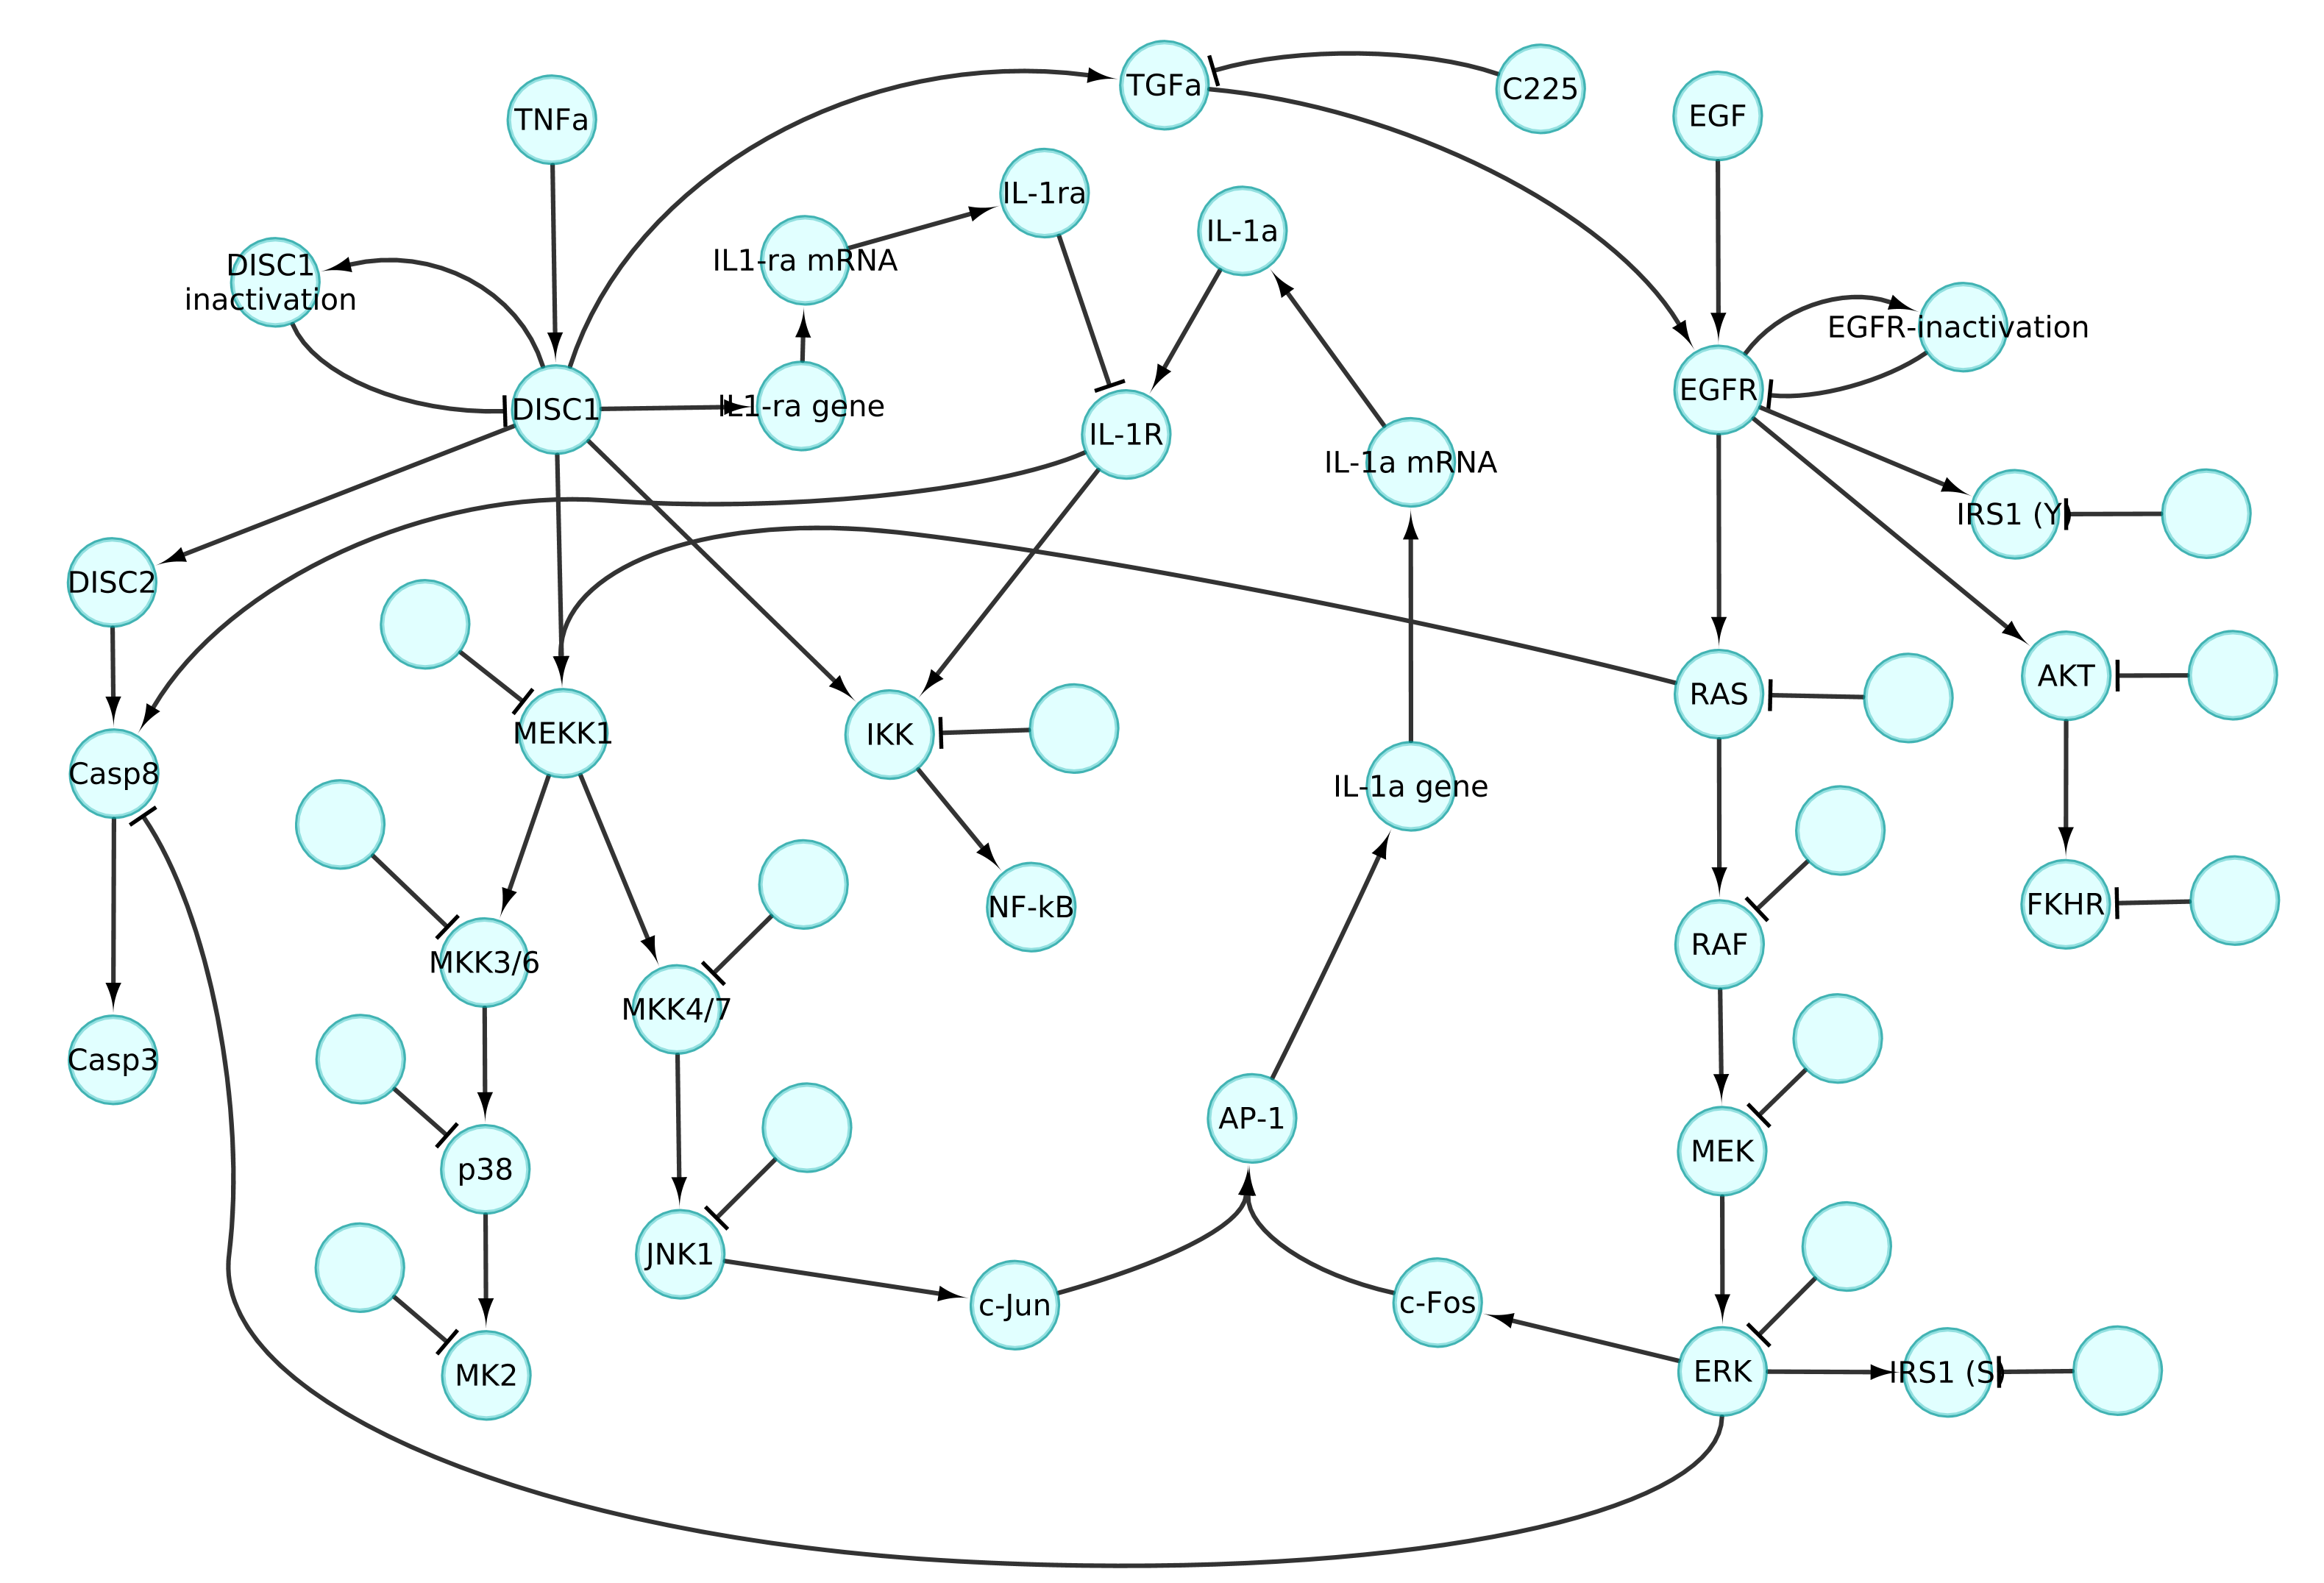 TGFa
C225
EGF
TNFa
IL-1ra
IL-1a
IL1-ra mRNA
DISC1
inactivation
EGFR-inactivation
EGFR
DISC1
IL1-ra gene
IL-1R
IL-1a mRNA
IRS1 (Y)
DISC2
AKT
RAS
MEKK1
IKK
Casp8
IL-1a gene
NF-kB
FKHR
RAF
MKK3/6
MKK4/7
Casp3
AP-1
MEK
p38
JNK1
c-Jun
c-Fos
ERK
IRS1 (S)
MK2